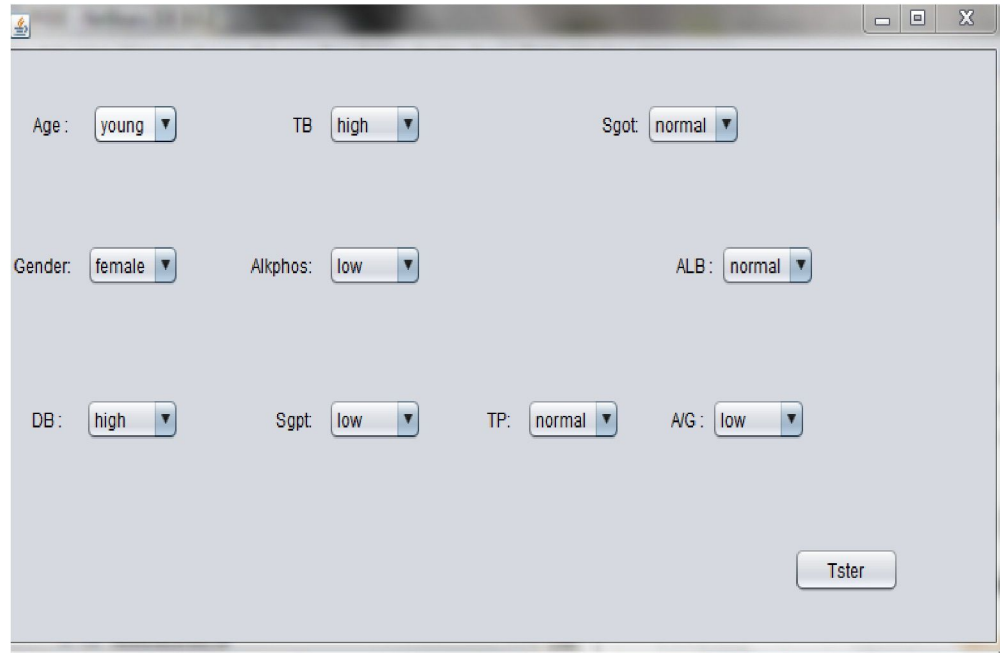 Age : young TB high Sgot: normal
Gender: female Alkphos: low ALB : normal
DB : high Sgpt: low TP: normal A/G : low
Tster